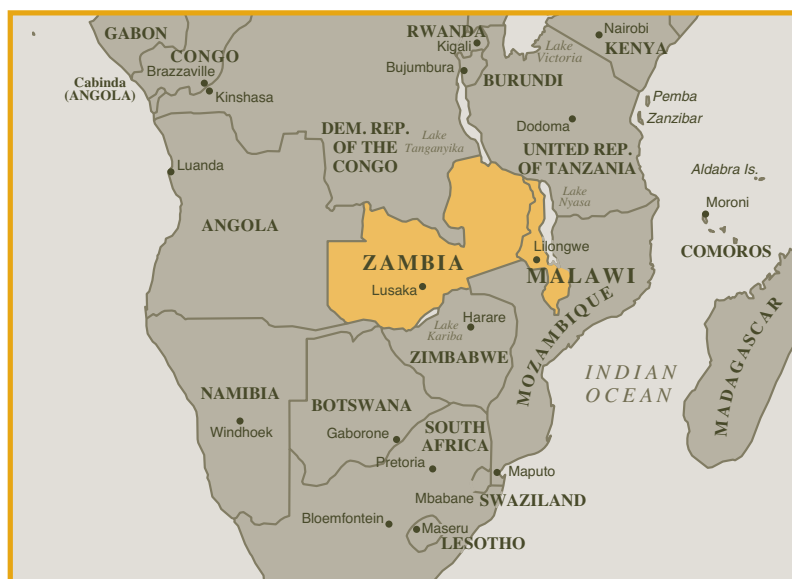 GABON
CONGO
Brazzaville
Cabinda
(ANGOLA)
Kinshasa
RWANDA
Kigali
Bujumbura
BURUNDI
Lake
Victoria
Nairobi
KENYA
Pemba
Zanzibar
Dodoma
DEM. REP.
OF THE
CONGO
Lake
Tanganyika
UNITED REP.
OF TANZANIA
Luanda
Aldabra Is.
Lake
Nyasa
Moroni
COMOROS
ANGOLA
ZAMBIA
Lusaka
Lilongwe
MALAWI
Lake
Kariba
Harare
ZIMBABWE
MOZAMBIQUE
INDIAN
OCEAN
MADAGASCAR
NAMIBIA
Windhoek
BOTSWANA
Gaborone
SOUTH
AFRICA
Pretoria
Maputo
Mbabane
SWAZILAND
Bloemfontein
Maseru
LESOTHO